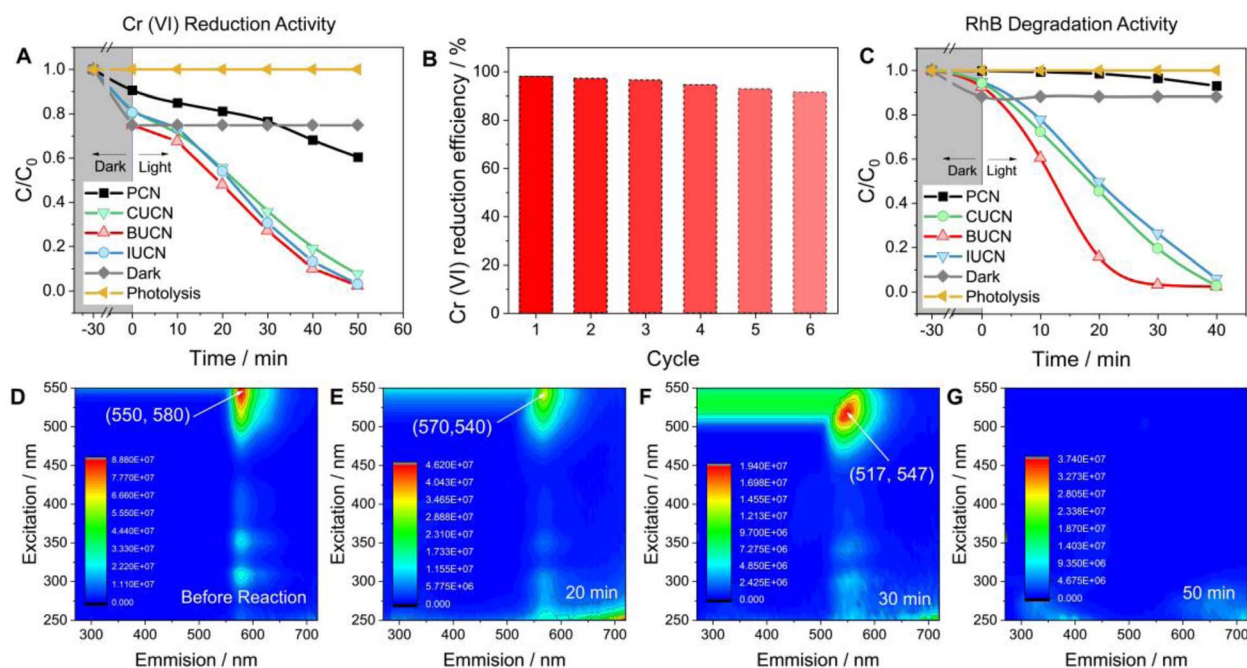 Cr (VI) Reduction Activity
A
C/C₀
1.0
0.8
0.6
0.4
0.2
0.0
Dark
Light
PCN
CUCN
BUCN
IUCN
Dark
Photolysis
-30 0 10 20 30 40 50 60
Time / min
B
Cr (VI) reduction efficiency / %
100
80
60
40
20
0
1 2 3 4 5 6
Cycle
RhB Degradation Activity
C
C/C₀
1.0
0.8
0.6
0.4
0.2
0.0
Dark
Light
PCN
CUCN
BUCN
IUCN
Dark
Photolysis
-30 0 10 20 30 40
Time / min
D
Excitation / nm
550
500
450
400
350
300
250
(550, 580)
8.880E+07
7.770E+07
6.660E+07
5.550E+07
4.440E+07
3.330E+07
2.220E+07
1.110E+07
0.000
Before Reaction
300 400 500 600 700
Emmision / nm
E
Excitation / nm
550
500
450
400
350
300
250
(570,540)
4.620E+07
4.043E+07
3.465E+07
2.888E+07
2.310E+07
1.733E+07
1.155E+07
5.775E+06
0.000
20 min
300 400 500 600 700
Emmision / nm
F
Excitation / nm
550
500
450
400
350
300
250
(517, 547)
1.940E+07
1.698E+07
1.455E+07
1.213E+07
9.700E+06
7.275E+06
4.850E+06
2.425E+06
0.000
30 min
300 400 500 600 700
Emmision / nm
G
Excitation / nm
550
500
450
400
350
300
250
3.740E+07
3.273E+07
2.805E+07
2.338E+07
1.870E+07
1.403E+07
9.350E+07
4.675E+06
0.000
50 min
300 400 500 600 700
Emmision / nm